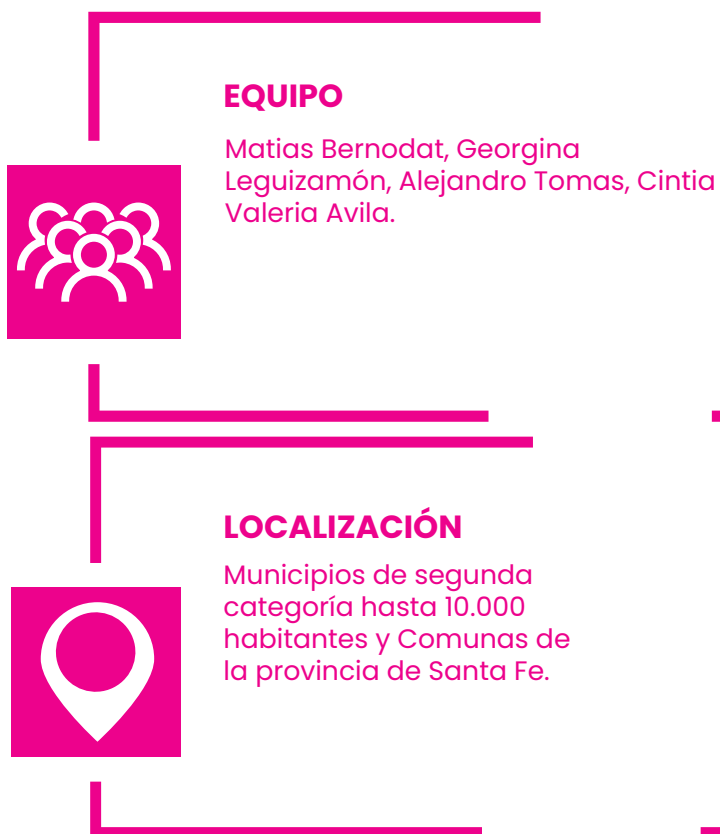 EQUIPO
Matias Bernodat, Georgina
Leguizamón, Alejandro Tomas, Cintia
Valeria Avila.
LOCALIZACIÓN
Municipios de segunda
categoría hasta 10.000
habitantes y Comunas de
la provincia de Santa Fe.